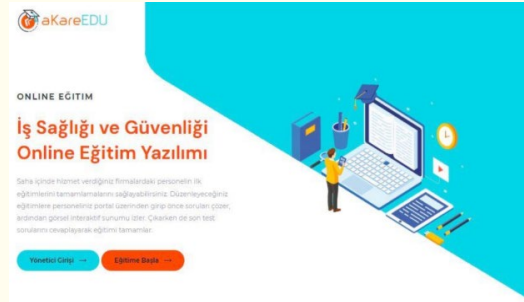 aKareEDU
ONLINE EĞİTİM
İş Sağlığı ve Güvenliği
Online Eğitim Yazılımı
Saha içinde hizmet verdiğiniz firmalardaki personelin ilk
eğitimlerini tamamlamalarını sağlayabilirsiniz. Düzenleyeceğiniz
eğitimlere personeliniz portal üzerinden girip önce soruları çözer,
ardından görsel interaktif sunumu izler. Çıkarken de son test
sorularını cevaplayarak eğitimi tamamlar.
Yönetici Girişi →
Eğitime Başla →